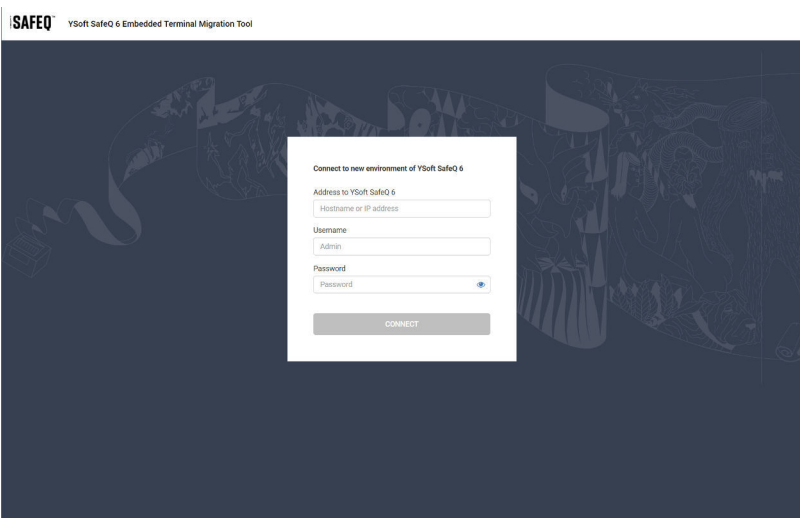 SAFEQ
YSoft SafeQ 6 Embedded Terminal Migration Tool
Connect to new environment of YSoft SafeQ 6
Address to YSoft SafeQ 6
Hostname or IP address
Username
Admin
Password
Password
CONNECT